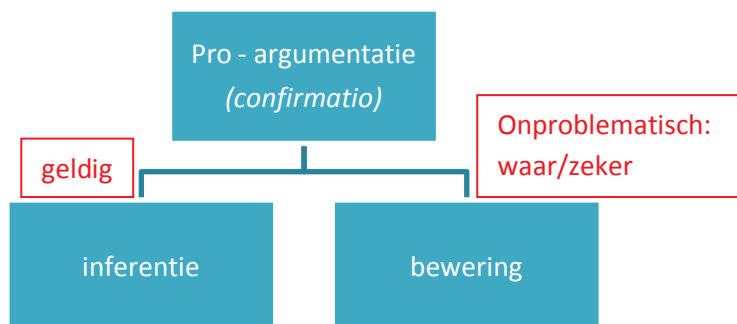 Pro - argumentatie
(confirmatio)
Onproblematisch:
waar/zeker
geldig
inferentie
bewering